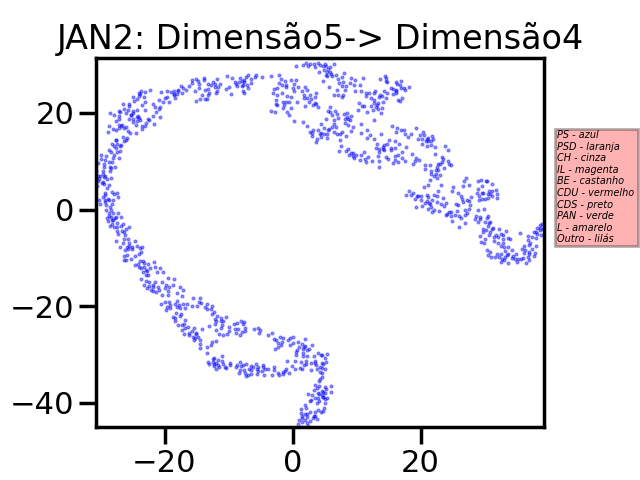 JAN2: Dimensão5-> Dimensão4
20
0
−20
−40
−20
0
20
PS - azul
PSD - laranja
CH - cinza
IL - magenta
BE - castanho
CDU - vermelho
CDS - preto
PAN - verde
L - amarelo
Outro - lilás